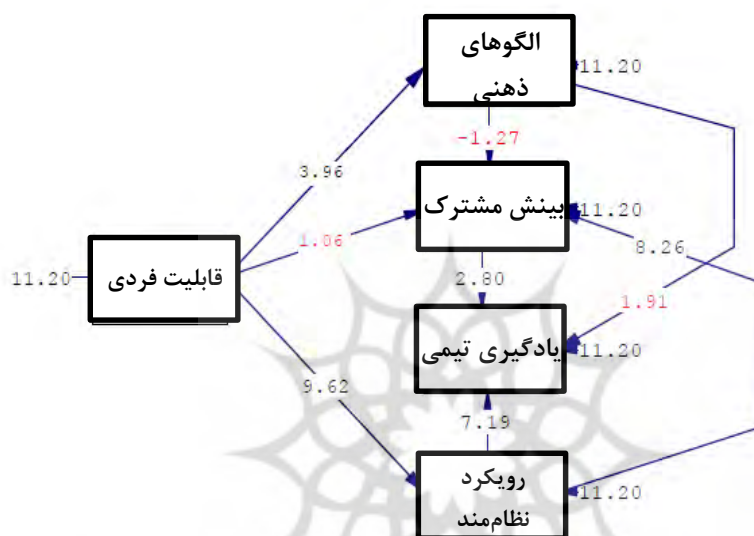 الگوهای
ذهنی
11.20
-1.27
3.96
بینش مشترک
11.20
1.06
8.26
قابلیت فردی
11.20
2.80
1.91
یادگیری تیمی
11.20
9.62
7.19
رویکرد
نظام‌مند
11.20